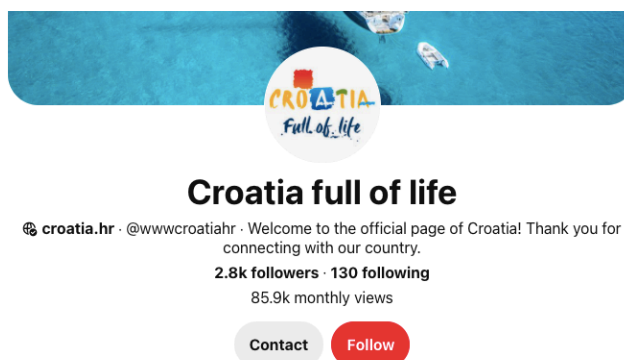 CROATIA
Full of life
Croatia full of life
croatia.hr · @wwwcroatiahr · Welcome to the official page of Croatia! Thank you for
connecting with our country.
2.8k followers · 130 following
85.9k monthly views
Contact Follow